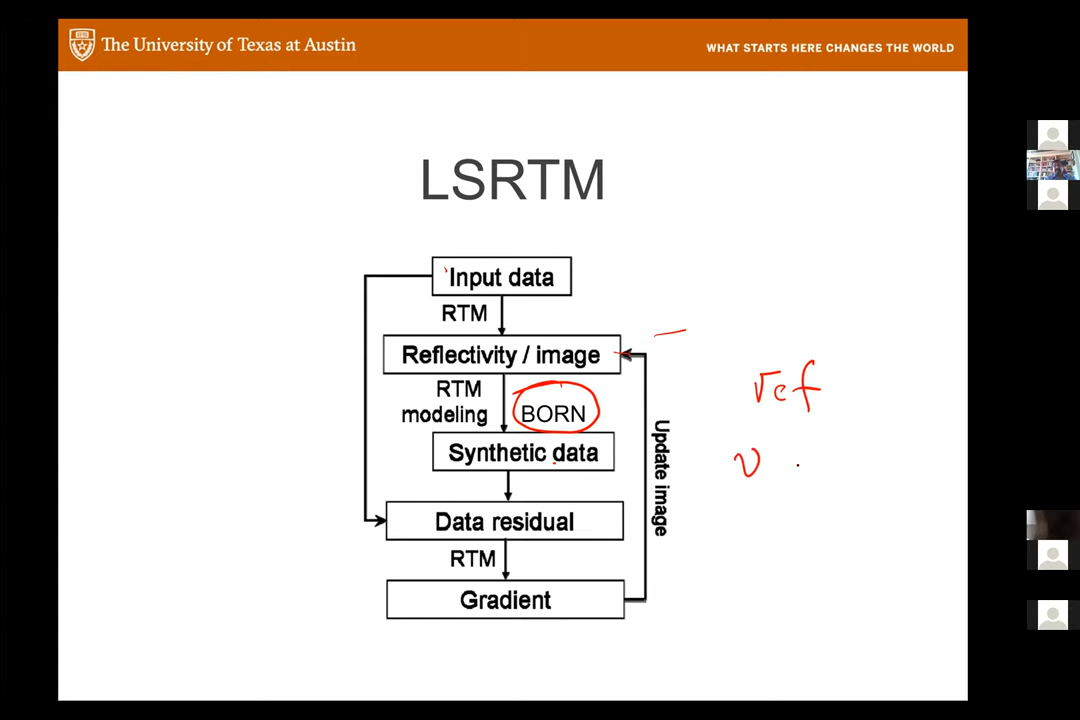 The University of Texas at Austin
WHAT STARTS HERE CHANGES THE WORLD
LSRTM
Input data
RTM
Reflectivity / image
RTM
modeling
BORN
Synthetic data
Data residual
RTM
Gradient
Update image
ref
v